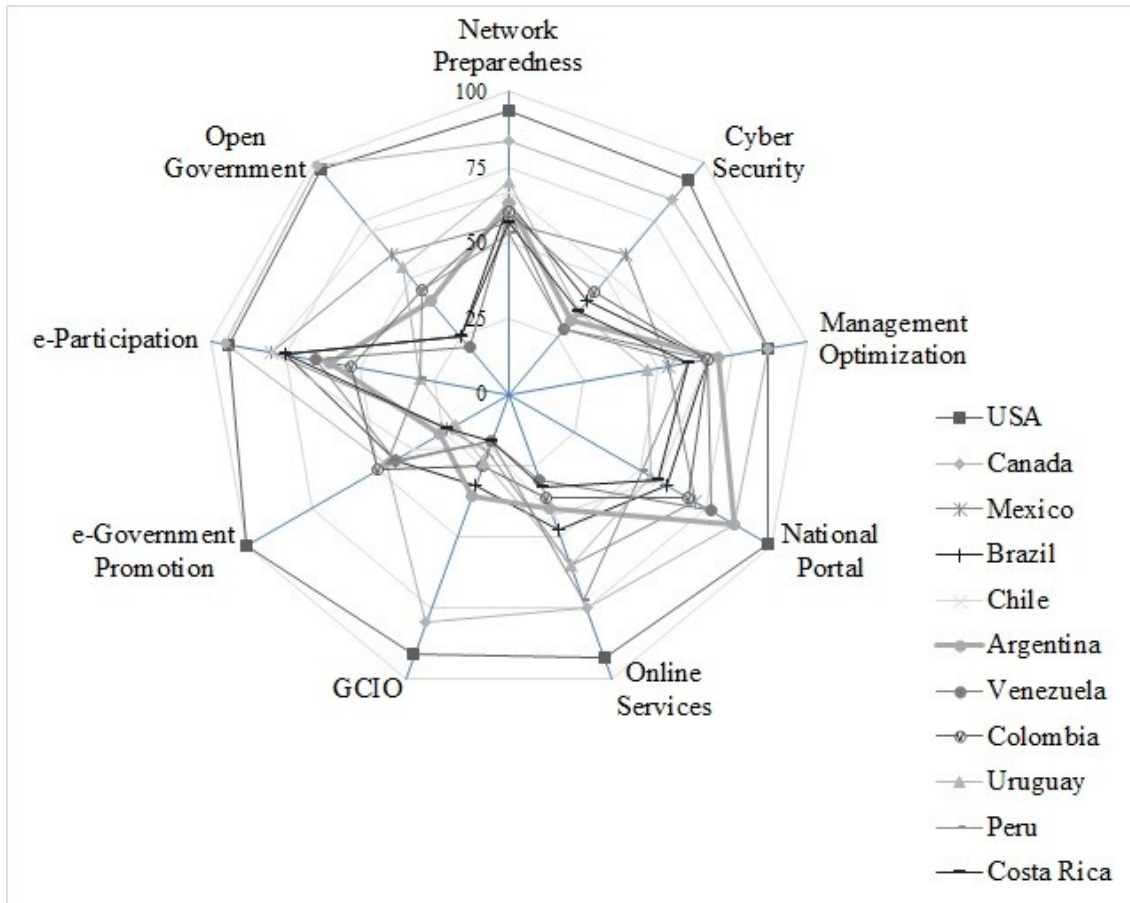 Network
Preparedness
100
Open
Government
Cyber
Security
75
50
e-Participation
Management
Optimization
25
0
e-Government
Promotion
National
Portal
GCIO
Online
Services
USA
Canada
Mexico
Brazil
Chile
Argentina
Venezuela
Colombia
Uruguay
Peru
Costa Rica